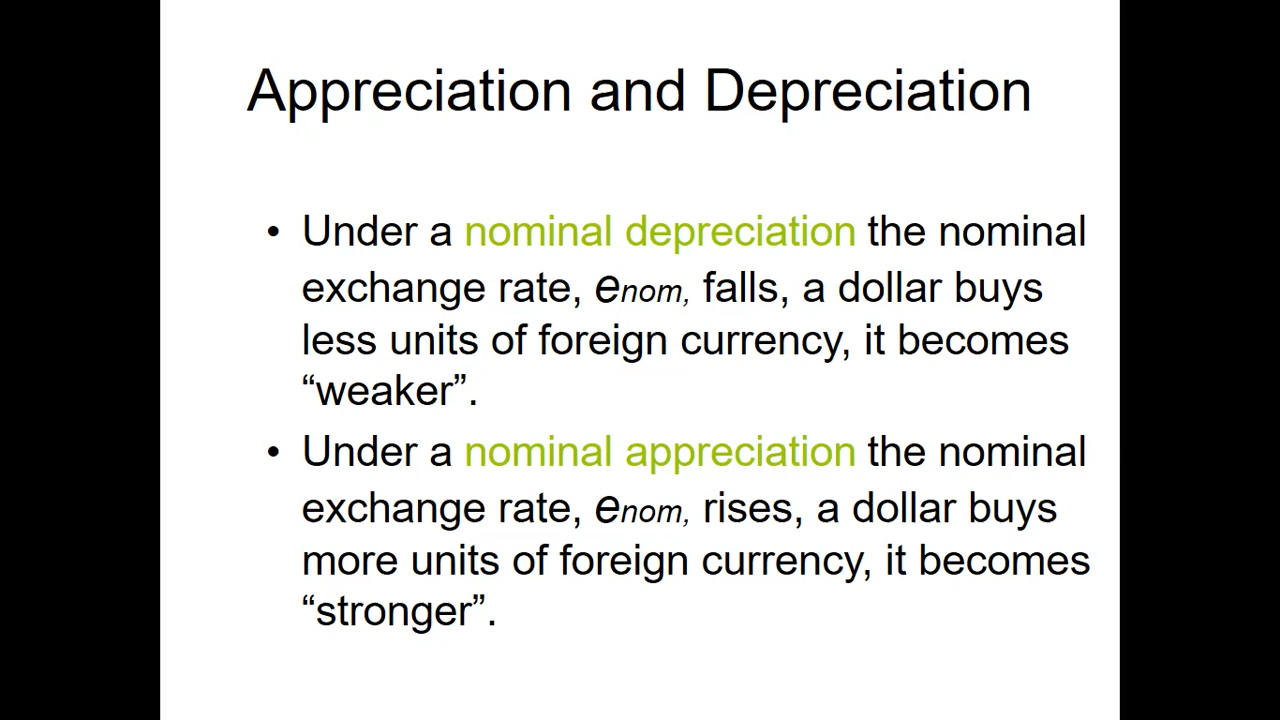 Appreciation and Depreciation
• Under a nominal depreciation the nominal
exchange rate, enom, falls, a dollar buys
less units of foreign currency, it becomes
“weaker”.
• Under a nominal appreciation the nominal
exchange rate, enom, rises, a dollar buys
more units of foreign currency, it becomes
“stronger”.